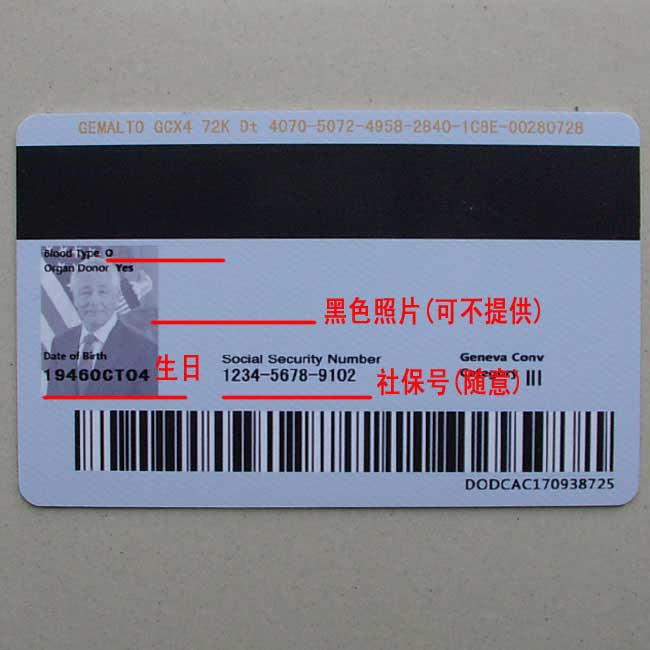 GEMALTO GCX4 72K Dt 4070-5072-4958-2840-1C8E-00280728
Blood Type O
Organ Donor Yes
黑色照片(可不提供)
Date of Birth
19460CT04
生日
Social Security Number
1234-5678-9102
社保号(随意)
Geneva Conv
Category III
DODCAC170938725